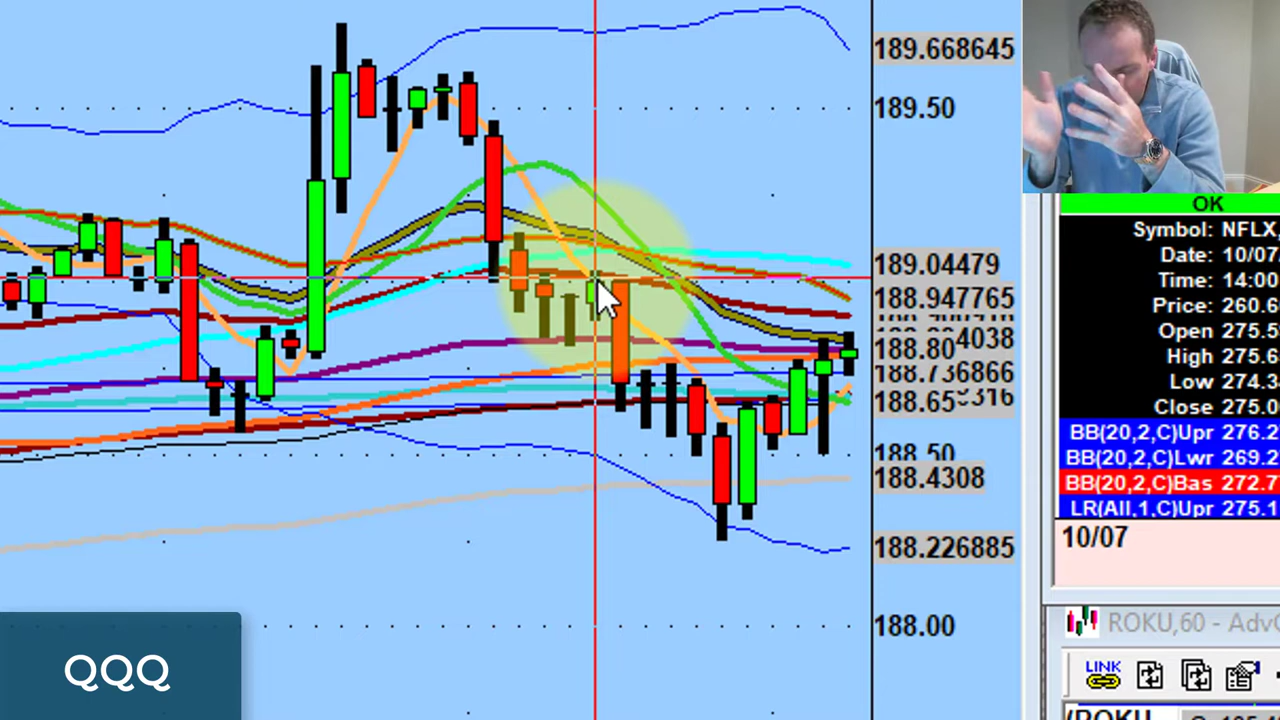 189.668645
189.50
189.04479
188.947765
188.804038
188.736866
188.65
188.50
188.4308
188.226885
188.00
QQQ
OK
Symbol: NFLX,
Date: 10/07
Time: 14:00
Price: 260.6
Open 275.5
High 275.6
Low 274.3
Close 275.0
BB(20,2,C)Upr 276.2
BB(20,2,C)Lwr 269.2
BB(20,2,C)Bas 272.7
LR(All,1,C)Upr 275.1
10/07
ROKU,60 - Adv
LINK